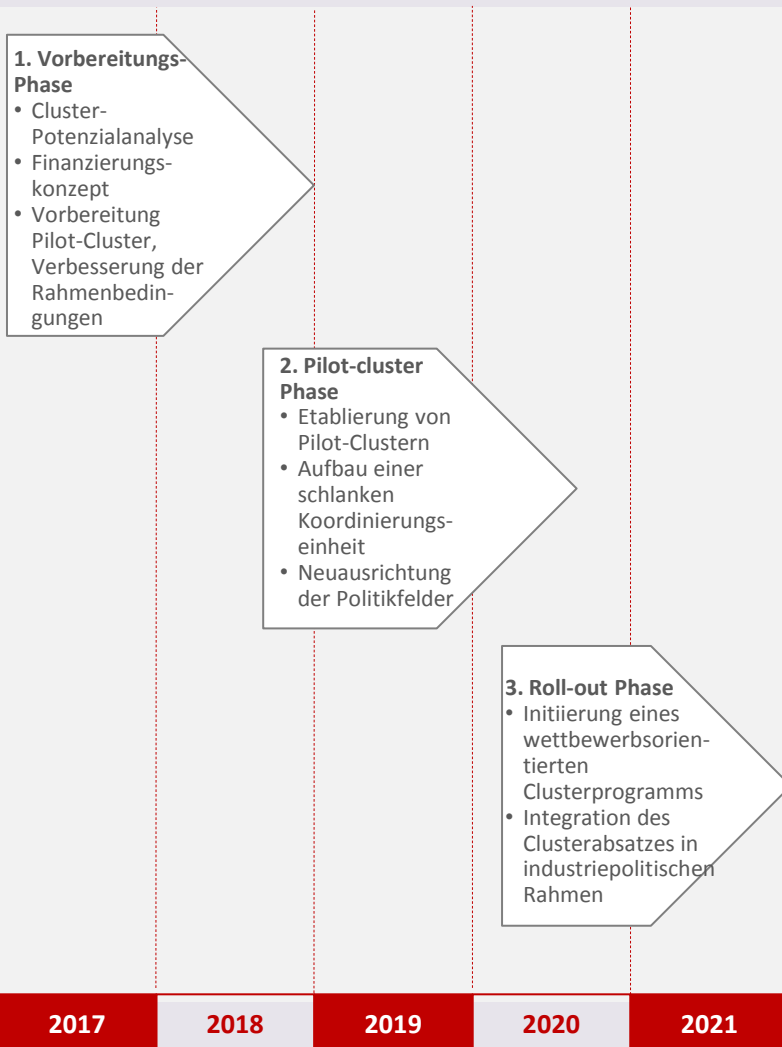 1. Vorbereitungs-
Phase
• Cluster-
Potenzialanalyse
• Finanzierungs-
konzept
• Vorbereitung
Pilot-Cluster,
Verbesserung der
Rahmenbedin-
gungen
2. Pilot-cluster
Phase
• Etablierung von
Pilot-Clustern
• Aufbau einer
schlanken
Koordinierungs-
einheit
• Neuausrichtung
der Politikfelder
3. Roll-out Phase
• Initiierung eines
wettbewerbsorien-
tierten
Clusterprogramms
• Integration des
Clusterabsatzes in
industriepolitischen
Rahmen
2017 2018 2019 2020 2021